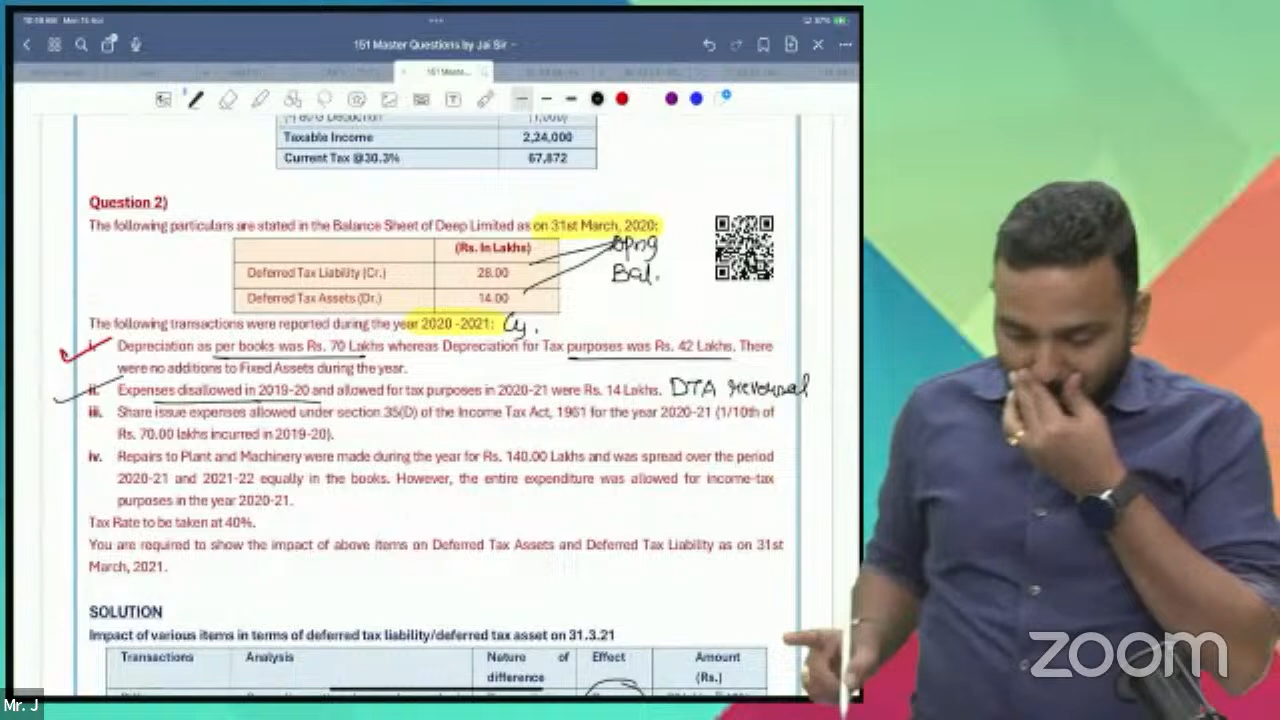 151 Master Questions by Jai Sir
151 Maste...
(-) 80 G Deduction (1,000)
Taxable Income 2,24,000
Current Tax @30.3% 67,872
Question 2)
The following particulars are stated in the Balance Sheet of Deep Limited as on 31st March, 2020:
(Rs. In Lakhs)
Opng
Deferred Tax Liability (Cr.) 28.00
Bal.
Deferred Tax Assets (Dr.) 14.00
The following transactions were reported during the year 2020 -2021: Cy.
i. Depreciation as per books was Rs. 70 Lakhs whereas Depreciation for Tax purposes was Rs. 42 Lakhs. There
were no additions to Fixed Assets during the year.
ii. Expenses disallowed in 2019-20 and allowed for tax purposes in 2020-21 were Rs. 14 Lakhs. DTA reversal
iii. Share issue expenses allowed under section 35(D) of the Income Tax Act, 1961 for the year 2020-21 (1/10th of
Rs. 70.00 lakhs incurred in 2019-20).
iv. Repairs to Plant and Machinery were made during the year for Rs. 140.00 Lakhs and was spread over the period
2020-21 and 2021-22 equally in the books. However, the entire expenditure was allowed for income-tax
purposes in the year 2020-21.
Tax Rate to be taken at 40%.
You are required to show the impact of above items on Deferred Tax Assets and Deferred Tax Liability as on 31st
March, 2021.
SOLUTION
Impact of various items in terms of deferred tax liability/deferred tax asset on 31.3.21
Transactions Analysis Nature of Effect Amount
difference (Rs.)
zoom
Mr. J